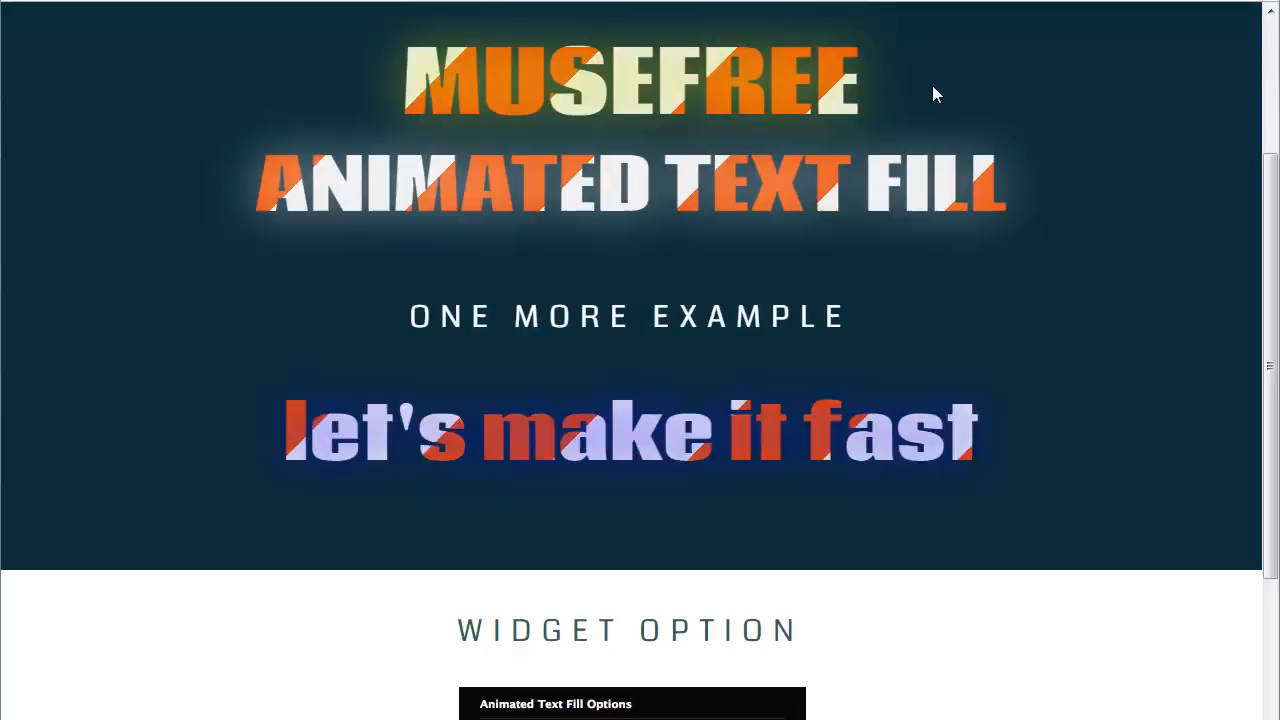 MUSEFREE
ANIMATED TEXT FILL
ONE MORE EXAMPLE
let's make it fast
WIDGET OPTION
Animated Text Fill Options